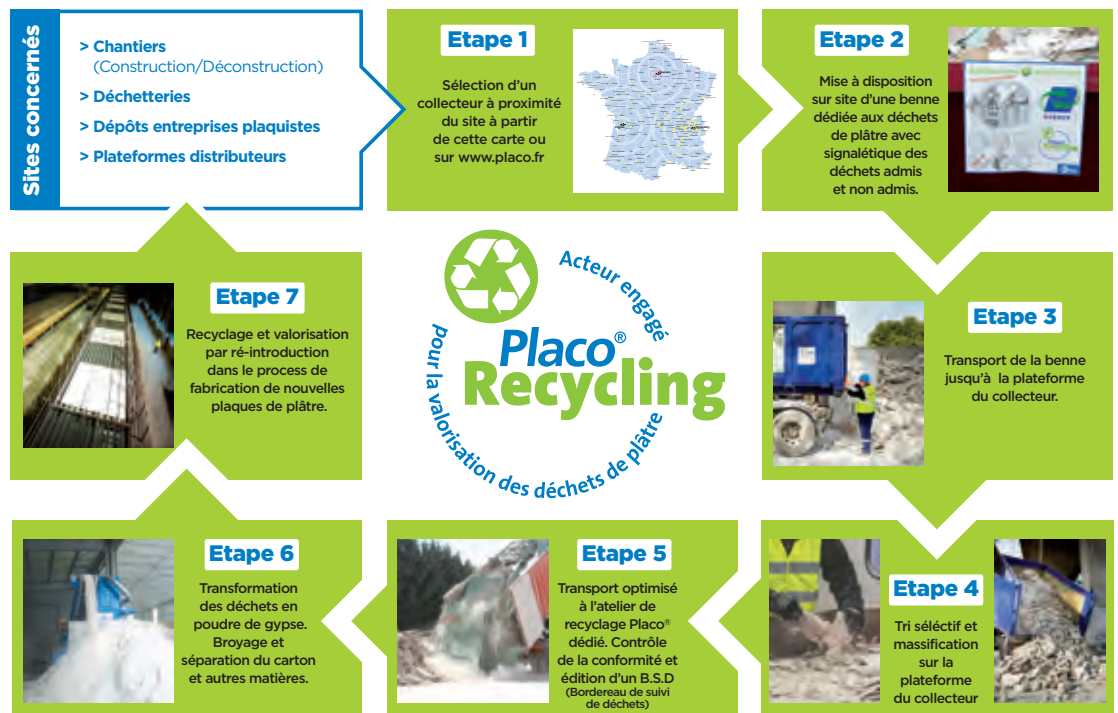 Sites concernés
> Chantiers
(Construction/Déconstruction)
> Déchetteries
> Dépôts entreprises plaquistes
> Plateformes distributeurs
Etape 1
Sélection d'un
collecteur à proximité
du site à partir
de cette carte ou
sur www.placo.fr
Etape 2
Mise à disposition
sur site d'une benne
dédiée aux déchets
de plâtre avec
signalétique des
déchets admis
et non admis.
Etape 3
Transport de la benne
jusqu'à la plateforme
du collecteur.
Etape 4
Tri séléctif et
massification
sur la
plateforme
du collecteur
Etape 5
Transport optimisé
à l'atelier de
recyclage Placo®
dédié. Contrôle
de la conformité et
édition d'un B.S.D
(Bordereau de suivi
de déchets)
Etape 6
Transformation
des déchets en
poudre de gypse.
Broyage et
séparation du carton
et autres matières.
Etape 7
Recyclage et valorisation
par ré-introduction
dans le process de
fabrication de nouvelles
plaques de plâtre.
Placo®
Recycling
Acteur engagé
pour la valorisation des déchets de plâtre